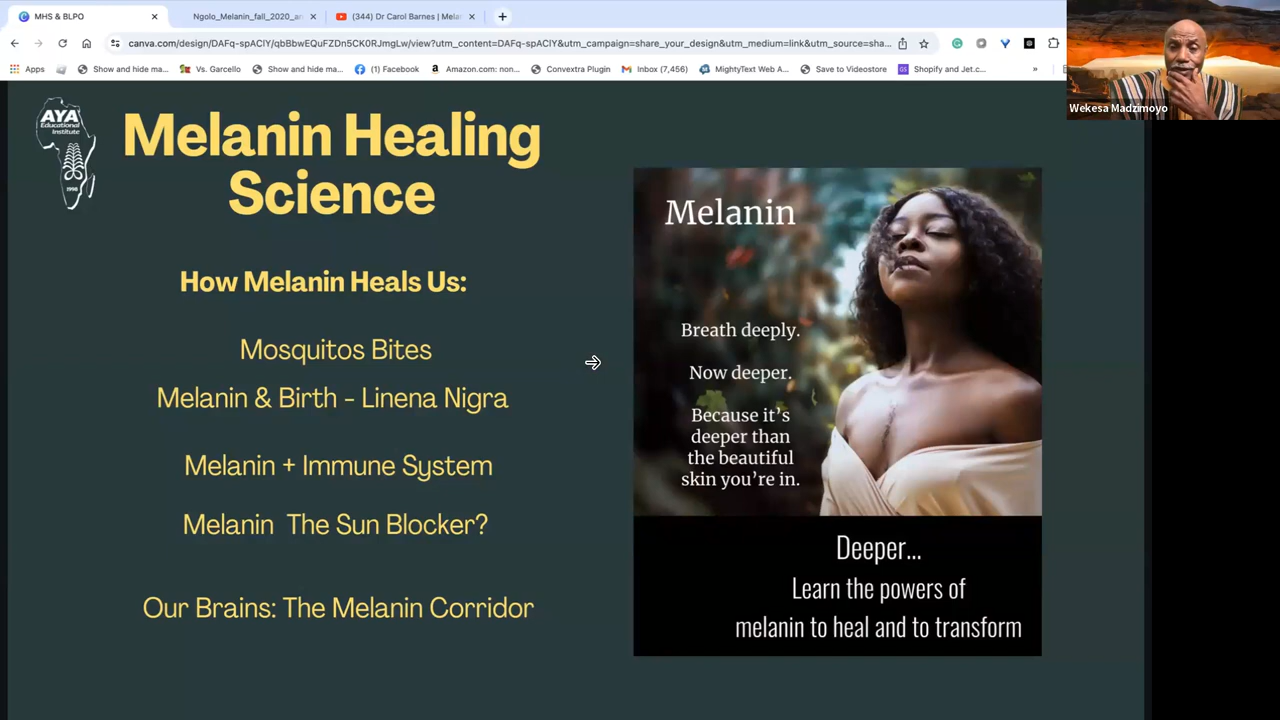 MHS & BLPO
Ngolo_Melanin_fall_2020_an
(344) Dr Carol Barnes | Melan
canva.com/design/DAFq-spAClY/qbBbwEQuFZDn5CK0RJmgLw/view?utm_content=DAFq-spAClY&utm_campaign=share_your_design&utm_medium=link&utm_source=sha...
Apps
Show and hide ma...
Vs. Garcello
Show and hide ma...
(1) Facebook
Amazon.com: non...
Convextra Plugin
Inbox (7,456)
MightyText Web A...
Save to Videostore
Shopify and Jet.c...
»
Wekesa Madzimoyo
AYA
Educational
Institute
1998
Melanin Healing
Science
How Melanin Heals Us:
Mosquitos Bites
Melanin & Birth - Linena Nigra
Melanin + Immune System
Melanin The Sun Blocker?
Our Brains: The Melanin Corridor
Melanin
Breath deeply.
Now deeper.
Because it's
deeper than
the beautiful
skin you're in.
Deeper...
Learn the powers of
melanin to heal and to transform